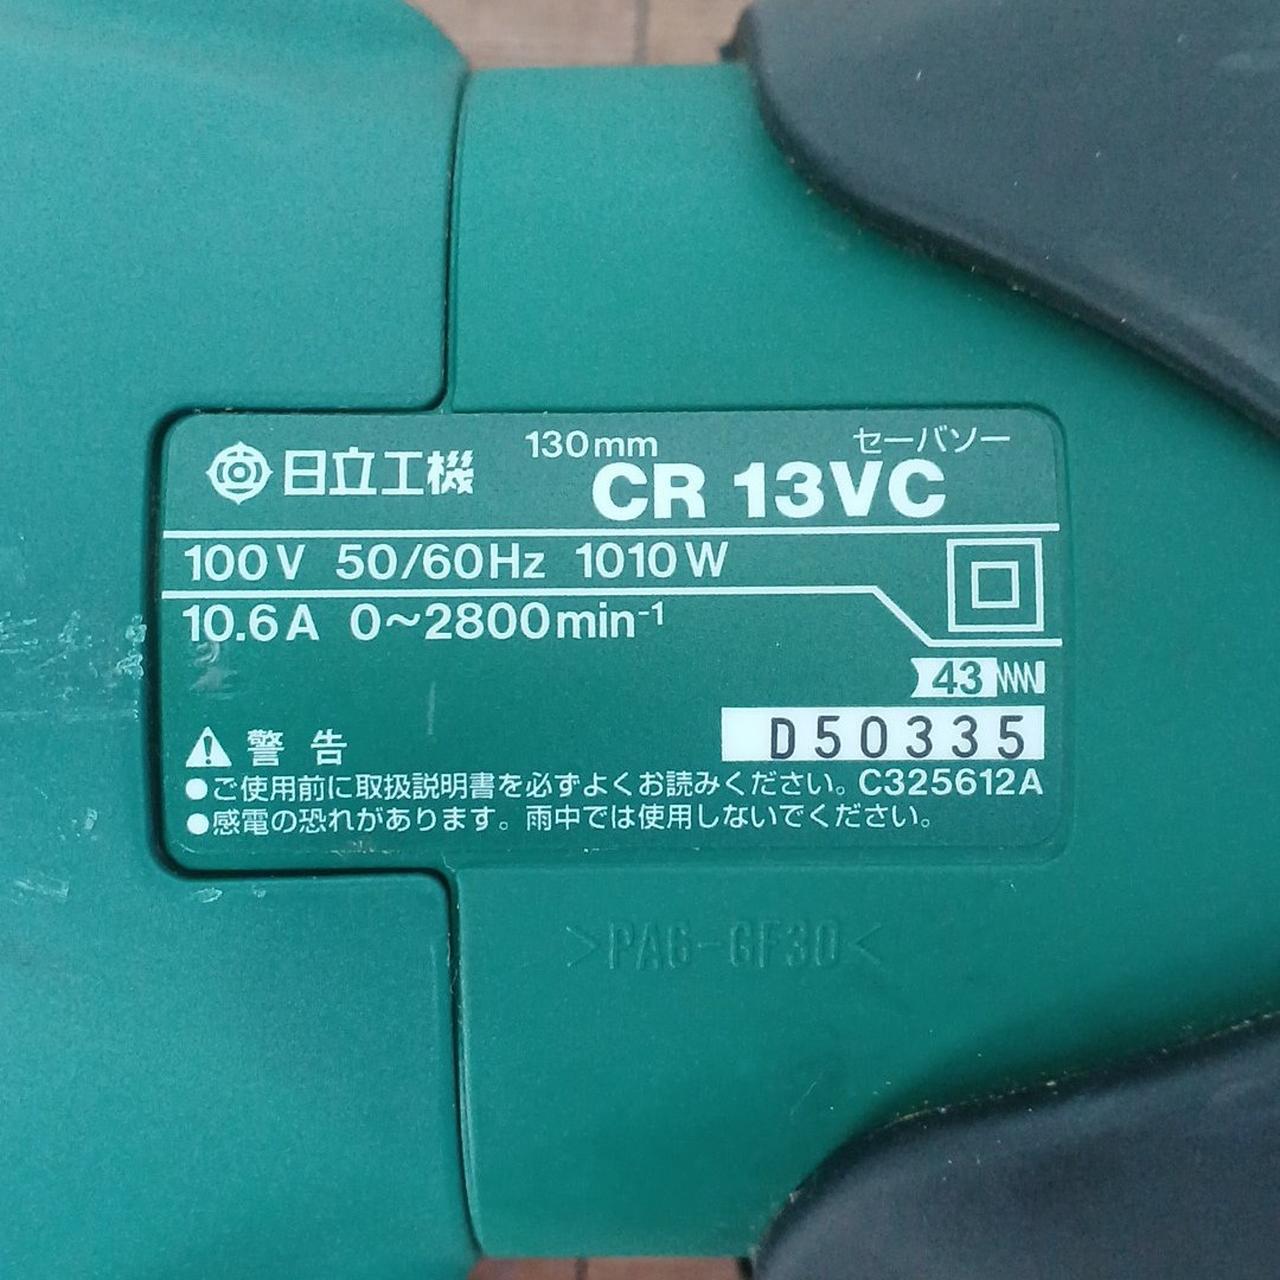 日立工機 130mm セーバソー
CR 13VC
100V 50/60Hz 1010W
10.6A 0～2800min⁻¹
43
D50335
警告
●ご使用前に取扱説明書を必ずよくお読みください。C325612A
●感電の恐れがあります。雨中では使用しないでください。
>PA6-GF30<